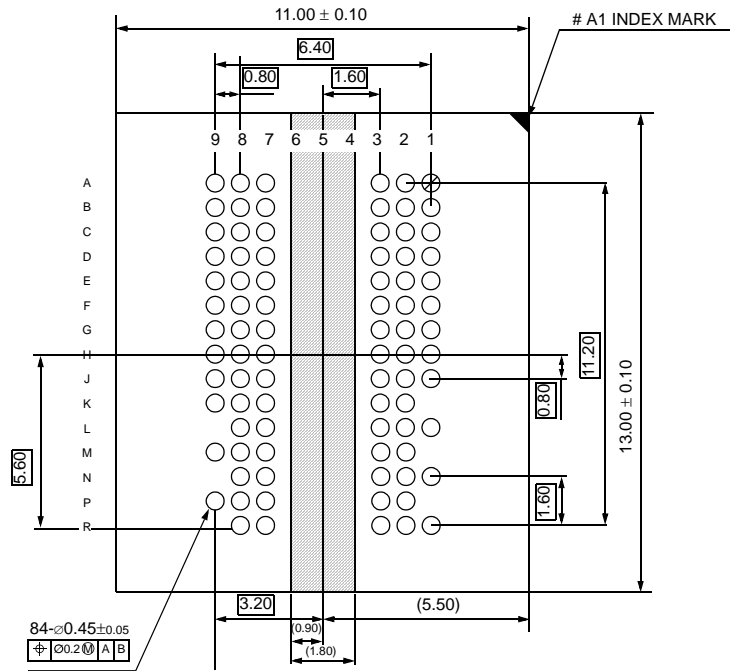 11.00 ± 0.10
# A1 INDEX MARK
6.40
0.80
1.60
9 8 7 6 5 4 3 2 1
A
B
C
D
E
F
G
H
J
K
L
M
N
P
R
0.80
11.20
13.00 ± 0.10
5.60
1.60
3.20
(5.50)
(0.90)
(1.80)
84-∅0.45±0.05
⌖ ∅0.2Ⓜ A B